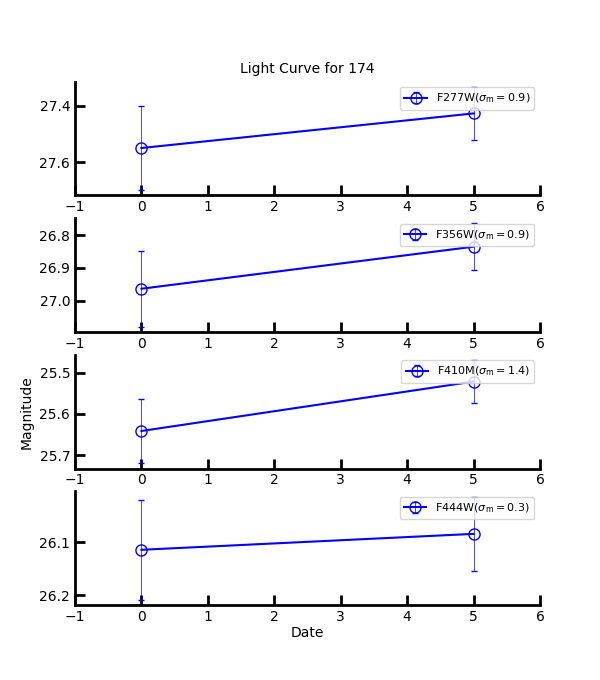 Light Curve for 174
27.4
27.6
F277W(σm = 0.9)
−1 0 1 2 3 4 5 6
26.8
26.9
27.0
F356W(σm = 0.9)
−1 0 1 2 3 4 5 6
25.5
25.6
25.7
F410M(σm = 1.4)
−1 0 1 2 3 4 5 6
Magnitude
26.1
26.2
F444W(σm = 0.3)
−1 0 1 2 3 4 5 6
Date